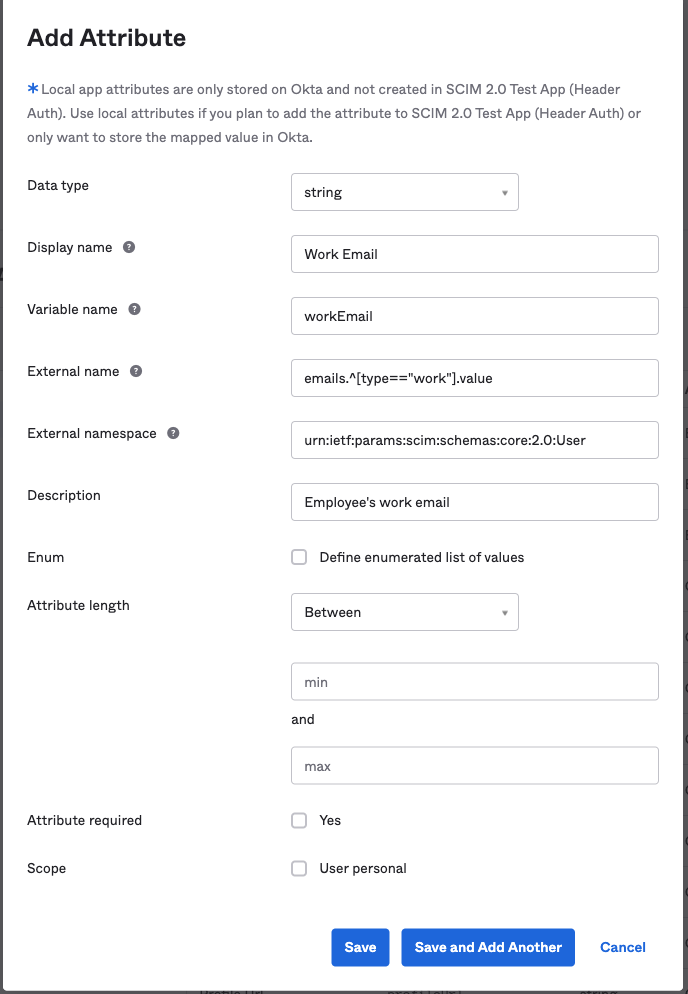 Add Attribute
* Local app attributes are only stored on Okta and not created in SCIM 2.0 Test App (Header
Auth). Use local attributes if you plan to add the attribute to SCIM 2.0 Test App (Header Auth) or
only want to store the mapped value in Okta.
Data type
string
Display name ?
Work Email
Variable name ?
workEmail
External name ?
emails.^[type=="work"].value
External namespace ?
urn:ietf:params:scim:schemas:core:2.0:User
Description
Employee's work email
Enum
Define enumerated list of values
Attribute length
Between
min
and
max
Attribute required
Yes
Scope
User personal
Save
Save and Add Another
Cancel